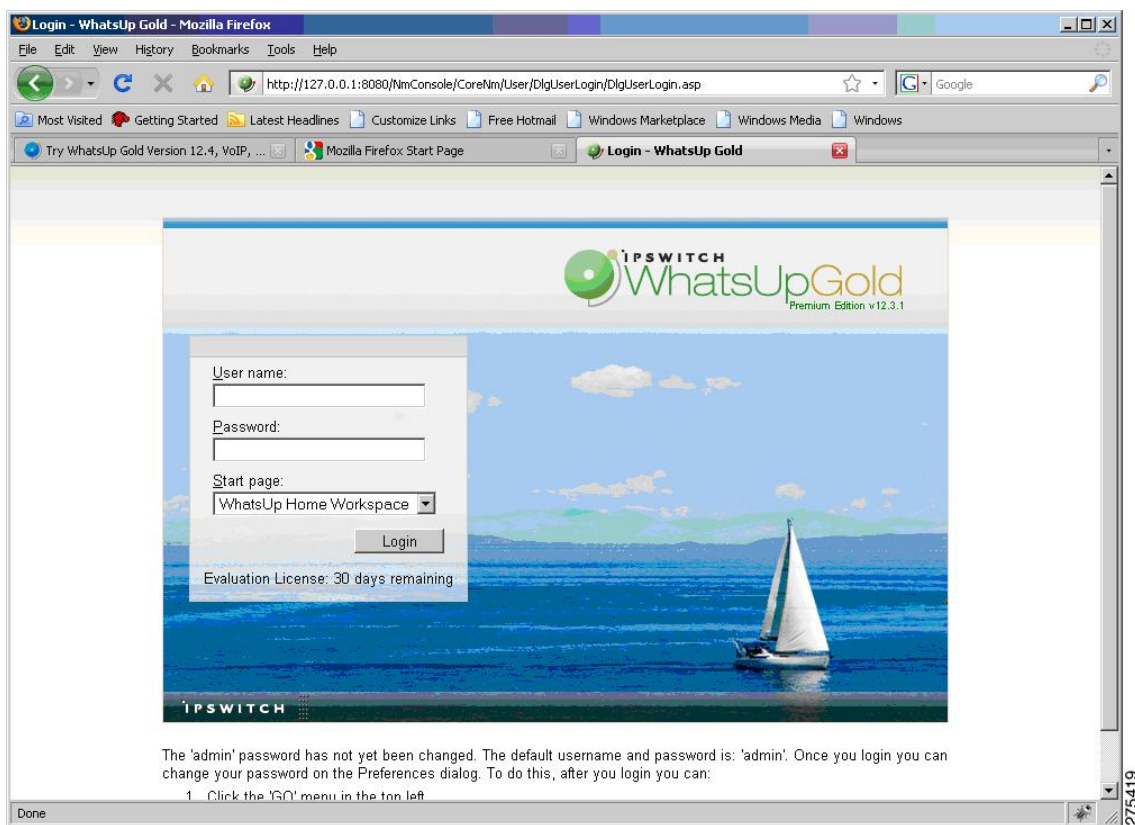 Login - WhatsUp Gold - Mozilla Firefox
File Edit View History Bookmarks Tools Help
http://127.0.0.1:8080/NmConsole/CoreNm/User/DlgUserLogin/DlgUserLogin.asp
G Google
Most Visited Getting Started Latest Headlines Customize Links Free Hotmail Windows Marketplace Windows Media Windows
Try WhatsUp Gold Version 12.4, VoIP, ... Mozilla Firefox Start Page Login - WhatsUp Gold
IPSWITCH
WhatsUpGold
Premium Edition v12.3.1
User name:
Password:
Start page:
WhatsUp Home Workspace
Login
Evaluation License: 30 days remaining
IPSWITCH
The 'admin' password has not yet been changed. The default username and password is: 'admin'. Once you login you can
change your password on the Preferences dialog. To do this, after you login you can:
1. Click the 'GO' menu in the top left
Done
275419